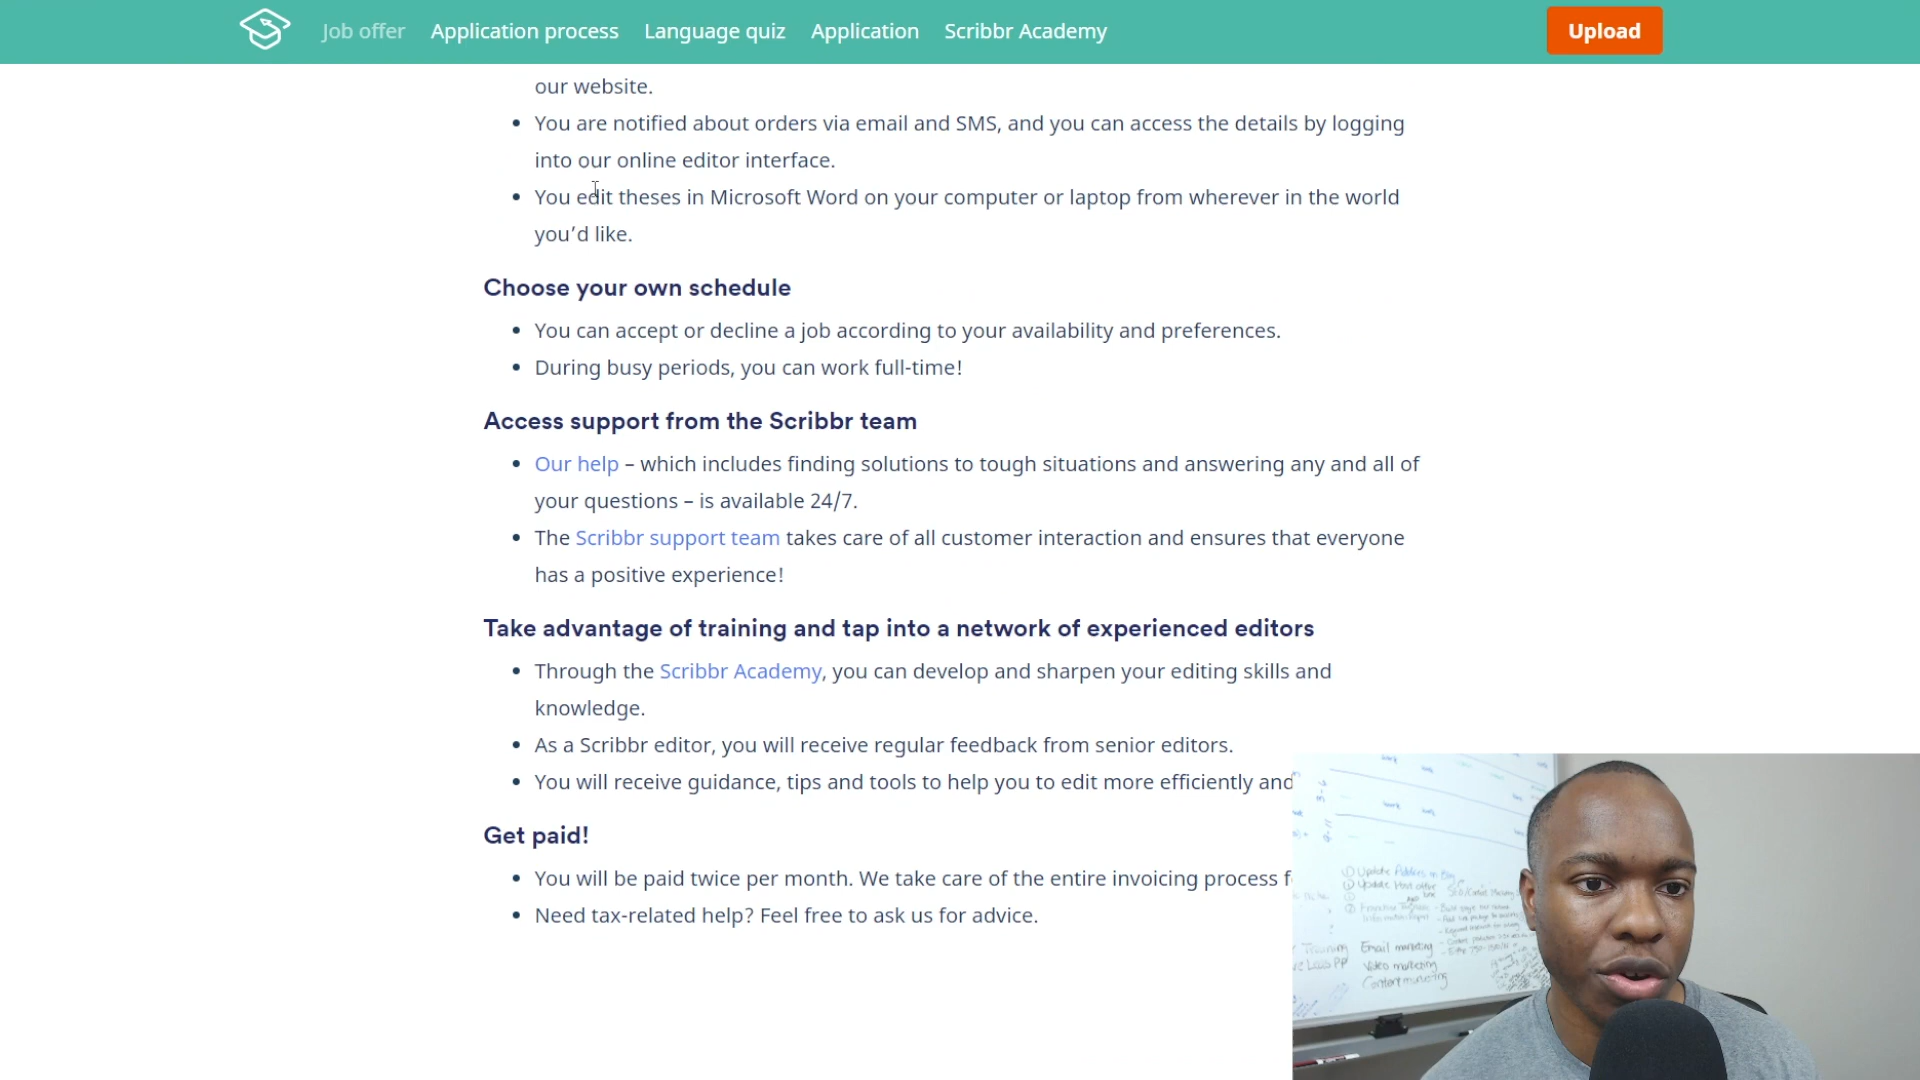 Job offer Application process Language quiz Application Scribbr Academy Upload
our website.
• You are notified about orders via email and SMS, and you can access the details by logging
into our online editor interface.
• You edit theses in Microsoft Word on your computer or laptop from wherever in the world
you’d like.
Choose your own schedule
• You can accept or decline a job according to your availability and preferences.
• During busy periods, you can work full-time!
Access support from the Scribbr team
• Our help – which includes finding solutions to tough situations and answering any and all of
your questions – is available 24/7.
• The Scribbr support team takes care of all customer interaction and ensures that everyone
has a positive experience!
Take advantage of training and tap into a network of experienced editors
• Through the Scribbr Academy, you can develop and sharpen your editing skills and
knowledge.
• As a Scribbr editor, you will receive regular feedback from senior editors.
• You will receive guidance, tips and tools to help you to edit more efficiently and
Get paid!
• You will be paid twice per month. We take care of the entire invoicing process
• Need tax-related help? Feel free to ask us for advice.
3-6
9-11
Update
Update
Training Email marketing
Video marketing
Content marketing